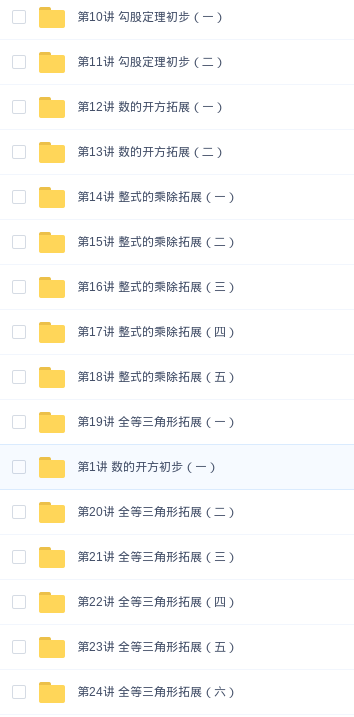 第10讲 勾股定理初步（一）
第11讲 勾股定理初步（二）
第12讲 数的开方拓展（一）
第13讲 数的开方拓展（二）
第14讲 整式的乘除拓展（一）
第15讲 整式的乘除拓展（二）
第16讲 整式的乘除拓展（三）
第17讲 整式的乘除拓展（四）
第18讲 整式的乘除拓展（五）
第19讲 全等三角形拓展（一）
第1讲 数的开方初步（一）
第20讲 全等三角形拓展（二）
第21讲 全等三角形拓展（三）
第22讲 全等三角形拓展（四）
第23讲 全等三角形拓展（五）
第24讲 全等三角形拓展（六）